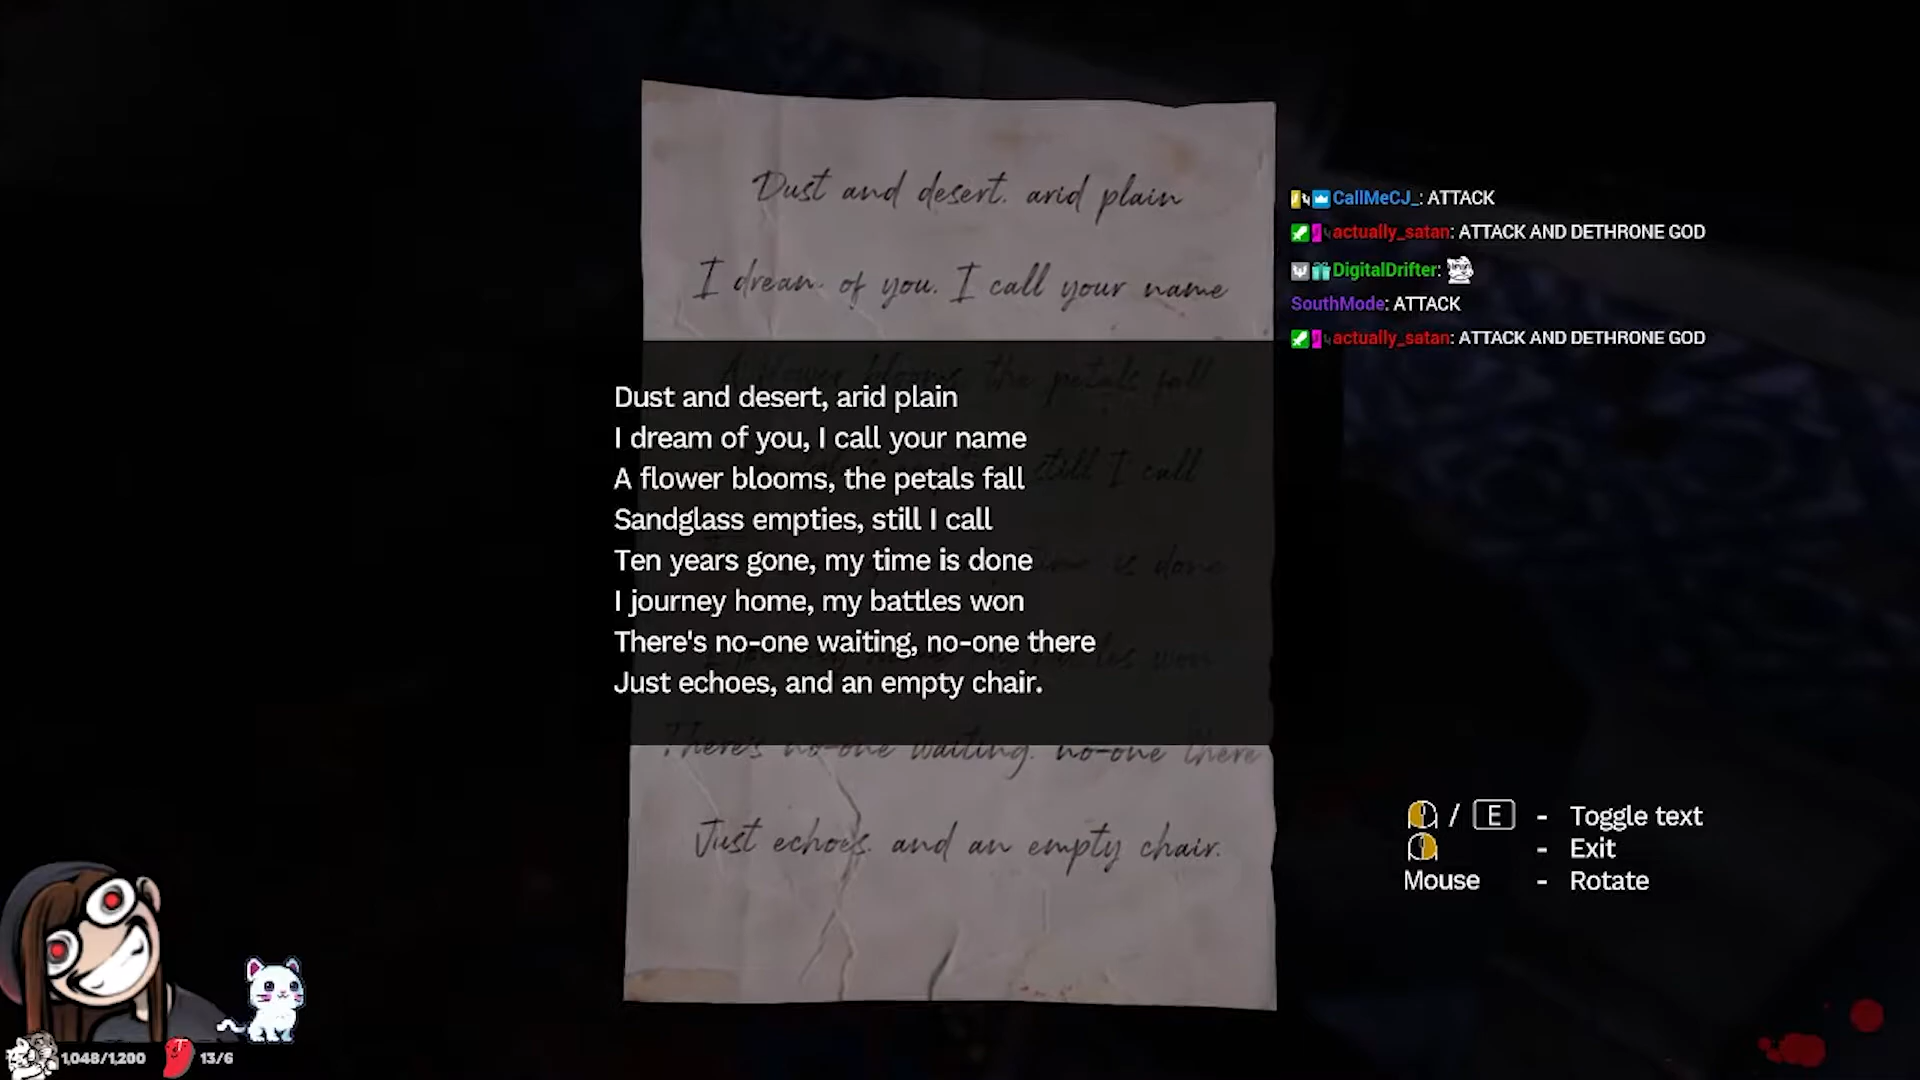 Dust and desert. arid plain
I dream of you. I call your name
Dust and desert, arid plain
I dream of you, I call your name
A flower blooms, the petals fall
Sandglass empties, still I call
Ten years gone, my time is done
I journey home, my battles won
There's no-one waiting, no-one there
Just echoes, and an empty chair.
There's no-one waiting. no-one there
Just echoes. and an empty chair.
CallMeCJ_: ATTACK
actually_satan: ATTACK AND DETHRONE GOD
DigitalDrifter:
SouthMode: ATTACK
actually_satan: ATTACK AND DETHRONE GOD
/ E - Toggle text
- Exit
Mouse - Rotate
1,048/1,200 13/6